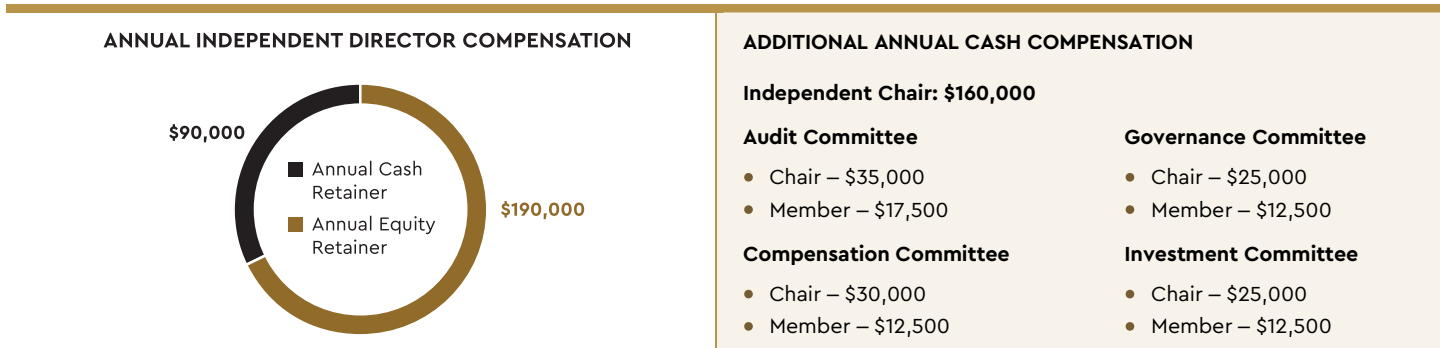 ANNUAL INDEPENDENT DIRECTOR COMPENSATION
$90,000
Annual Cash
Retainer
Annual Equity
Retainer
$190,000
ADDITIONAL ANNUAL CASH COMPENSATION
Independent Chair: $160,000
Audit Committee
• Chair – $35,000
• Member – $17,500
Compensation Committee
• Chair – $30,000
• Member – $12,500
Governance Committee
• Chair – $25,000
• Member – $12,500
Investment Committee
• Chair – $25,000
• Member – $12,500